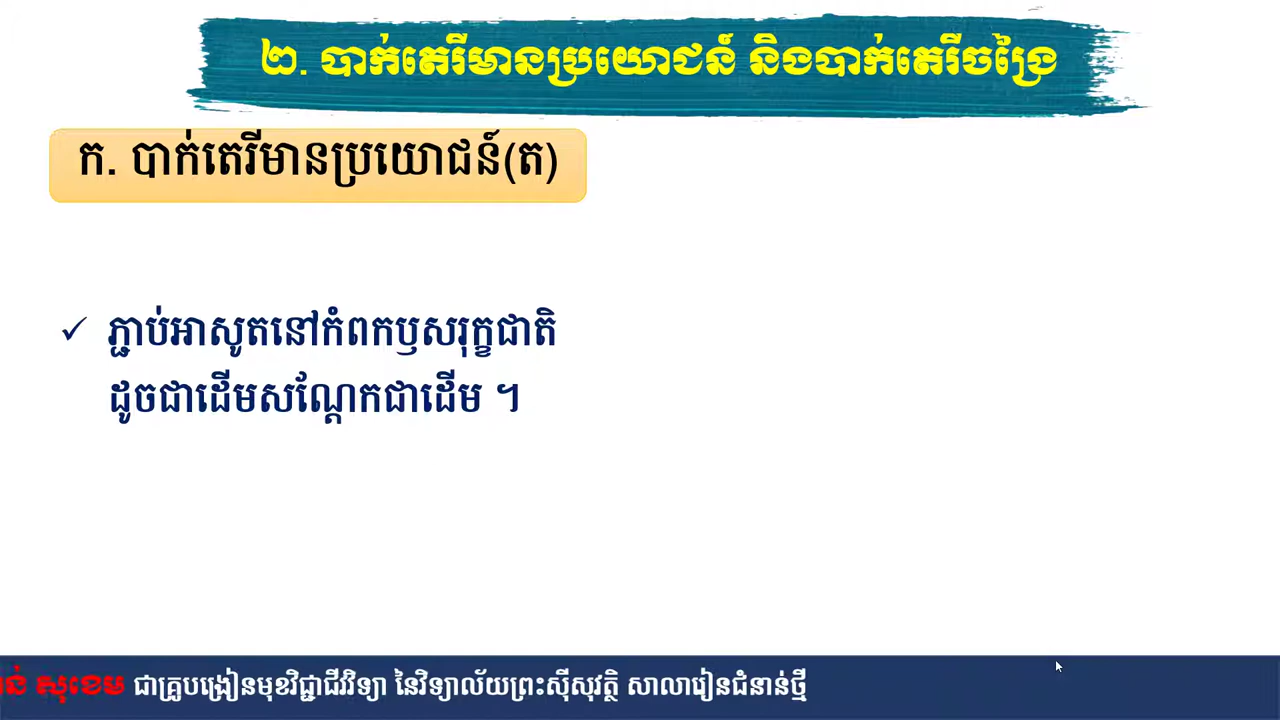 ២. បាក់តេរីមានប្រយោជន៍ និងបាក់តេរីចង្រៃ
ក. បាក់តេរីមានប្រយោជន៍(ត)
✓ ភ្ជាប់អាសូតនៅកំពកឫសរុក្ខជាតិ
ដូចជាដើមសណ្ដែកជាដើម ។
សុខេម ជាគ្រូបង្រៀនមុខវិជ្ជាជីវវិទ្យា នៃវិទ្យាល័យព្រះស៊ីសុវត្ថិ សាលារៀនជំនាន់ថ្មី